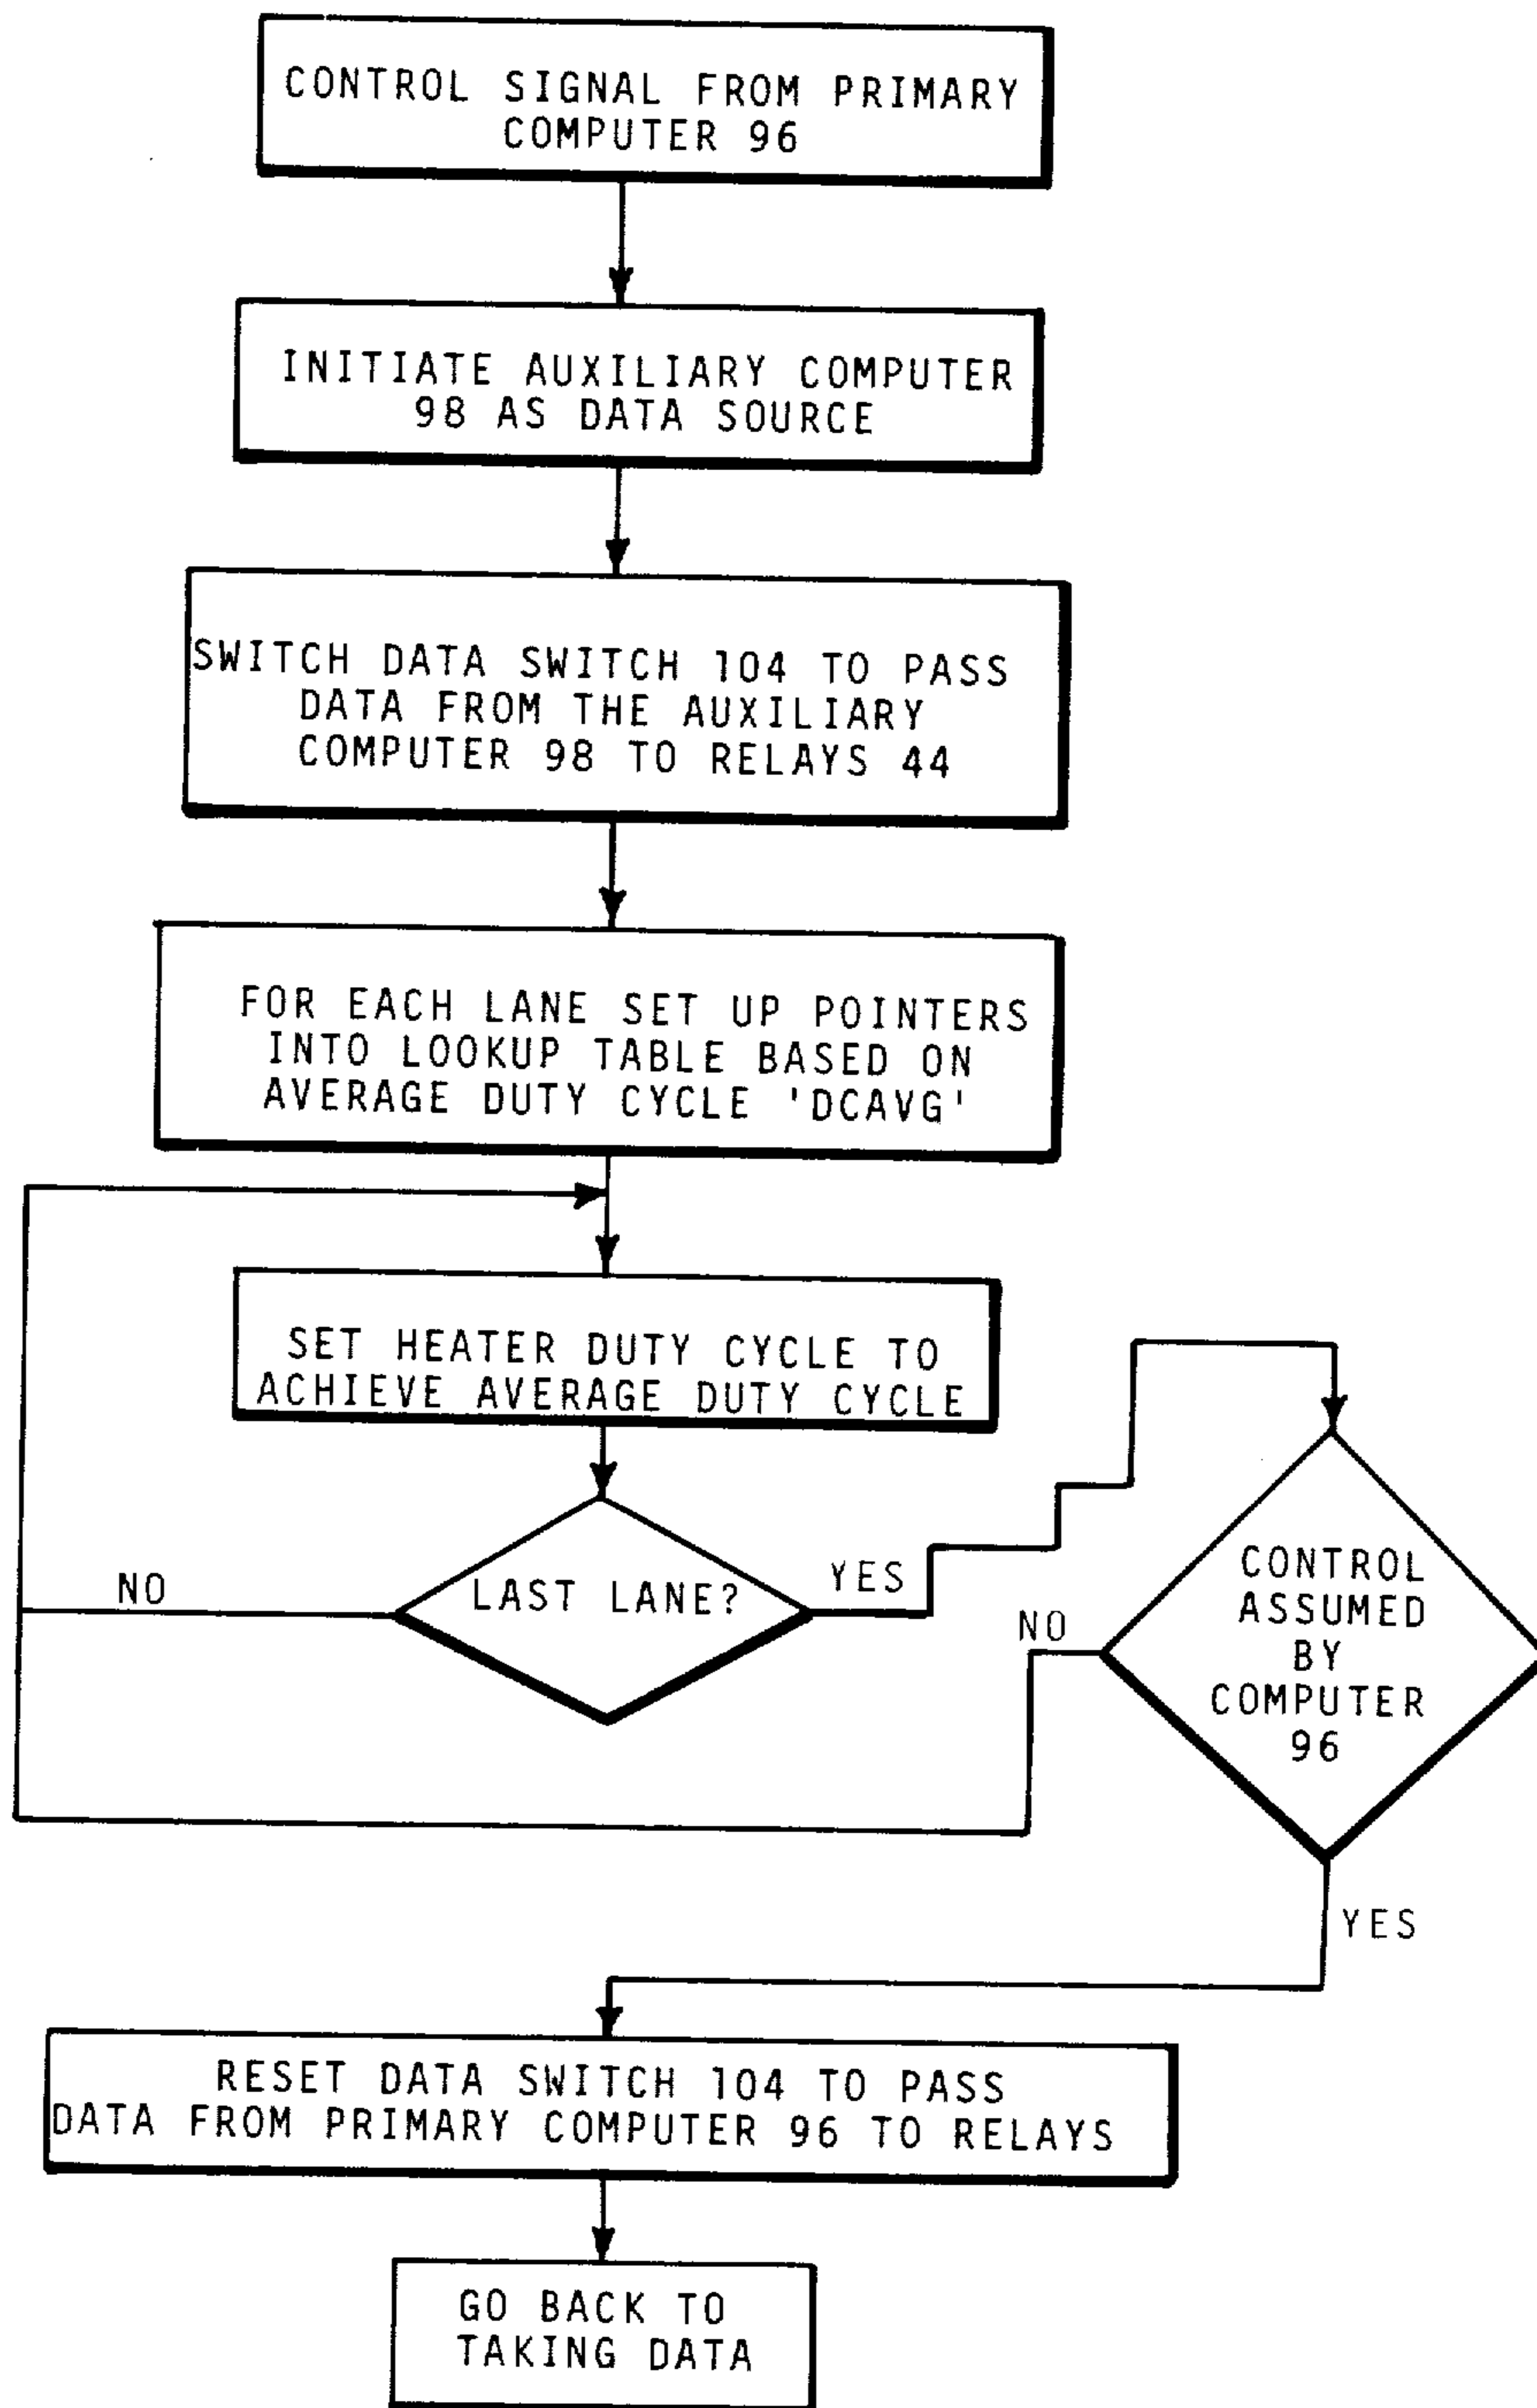 CONTROL SIGNAL FROM PRIMARY
COMPUTER 96
INITIATE AUXILIARY COMPUTER
98 AS DATA SOURCE
SWITCH DATA SWITCH 104 TO PASS
DATA FROM THE AUXILIARY
COMPUTER 98 TO RELAYS 44
FOR EACH LANE SET UP POINTERS
INTO LOOKUP TABLE BASED ON
AVERAGE DUTY CYCLE 'DCAVG'
SET HEATER DUTY CYCLE TO
ACHIEVE AVERAGE DUTY CYCLE
LAST LANE?
NO
YES
CONTROL
ASSUMED
BY
COMPUTER
96
NO
YES
RESET DATA SWITCH 104 TO PASS
DATA FROM PRIMARY COMPUTER 96 TO RELAYS
GO BACK TO
TAKING DATA